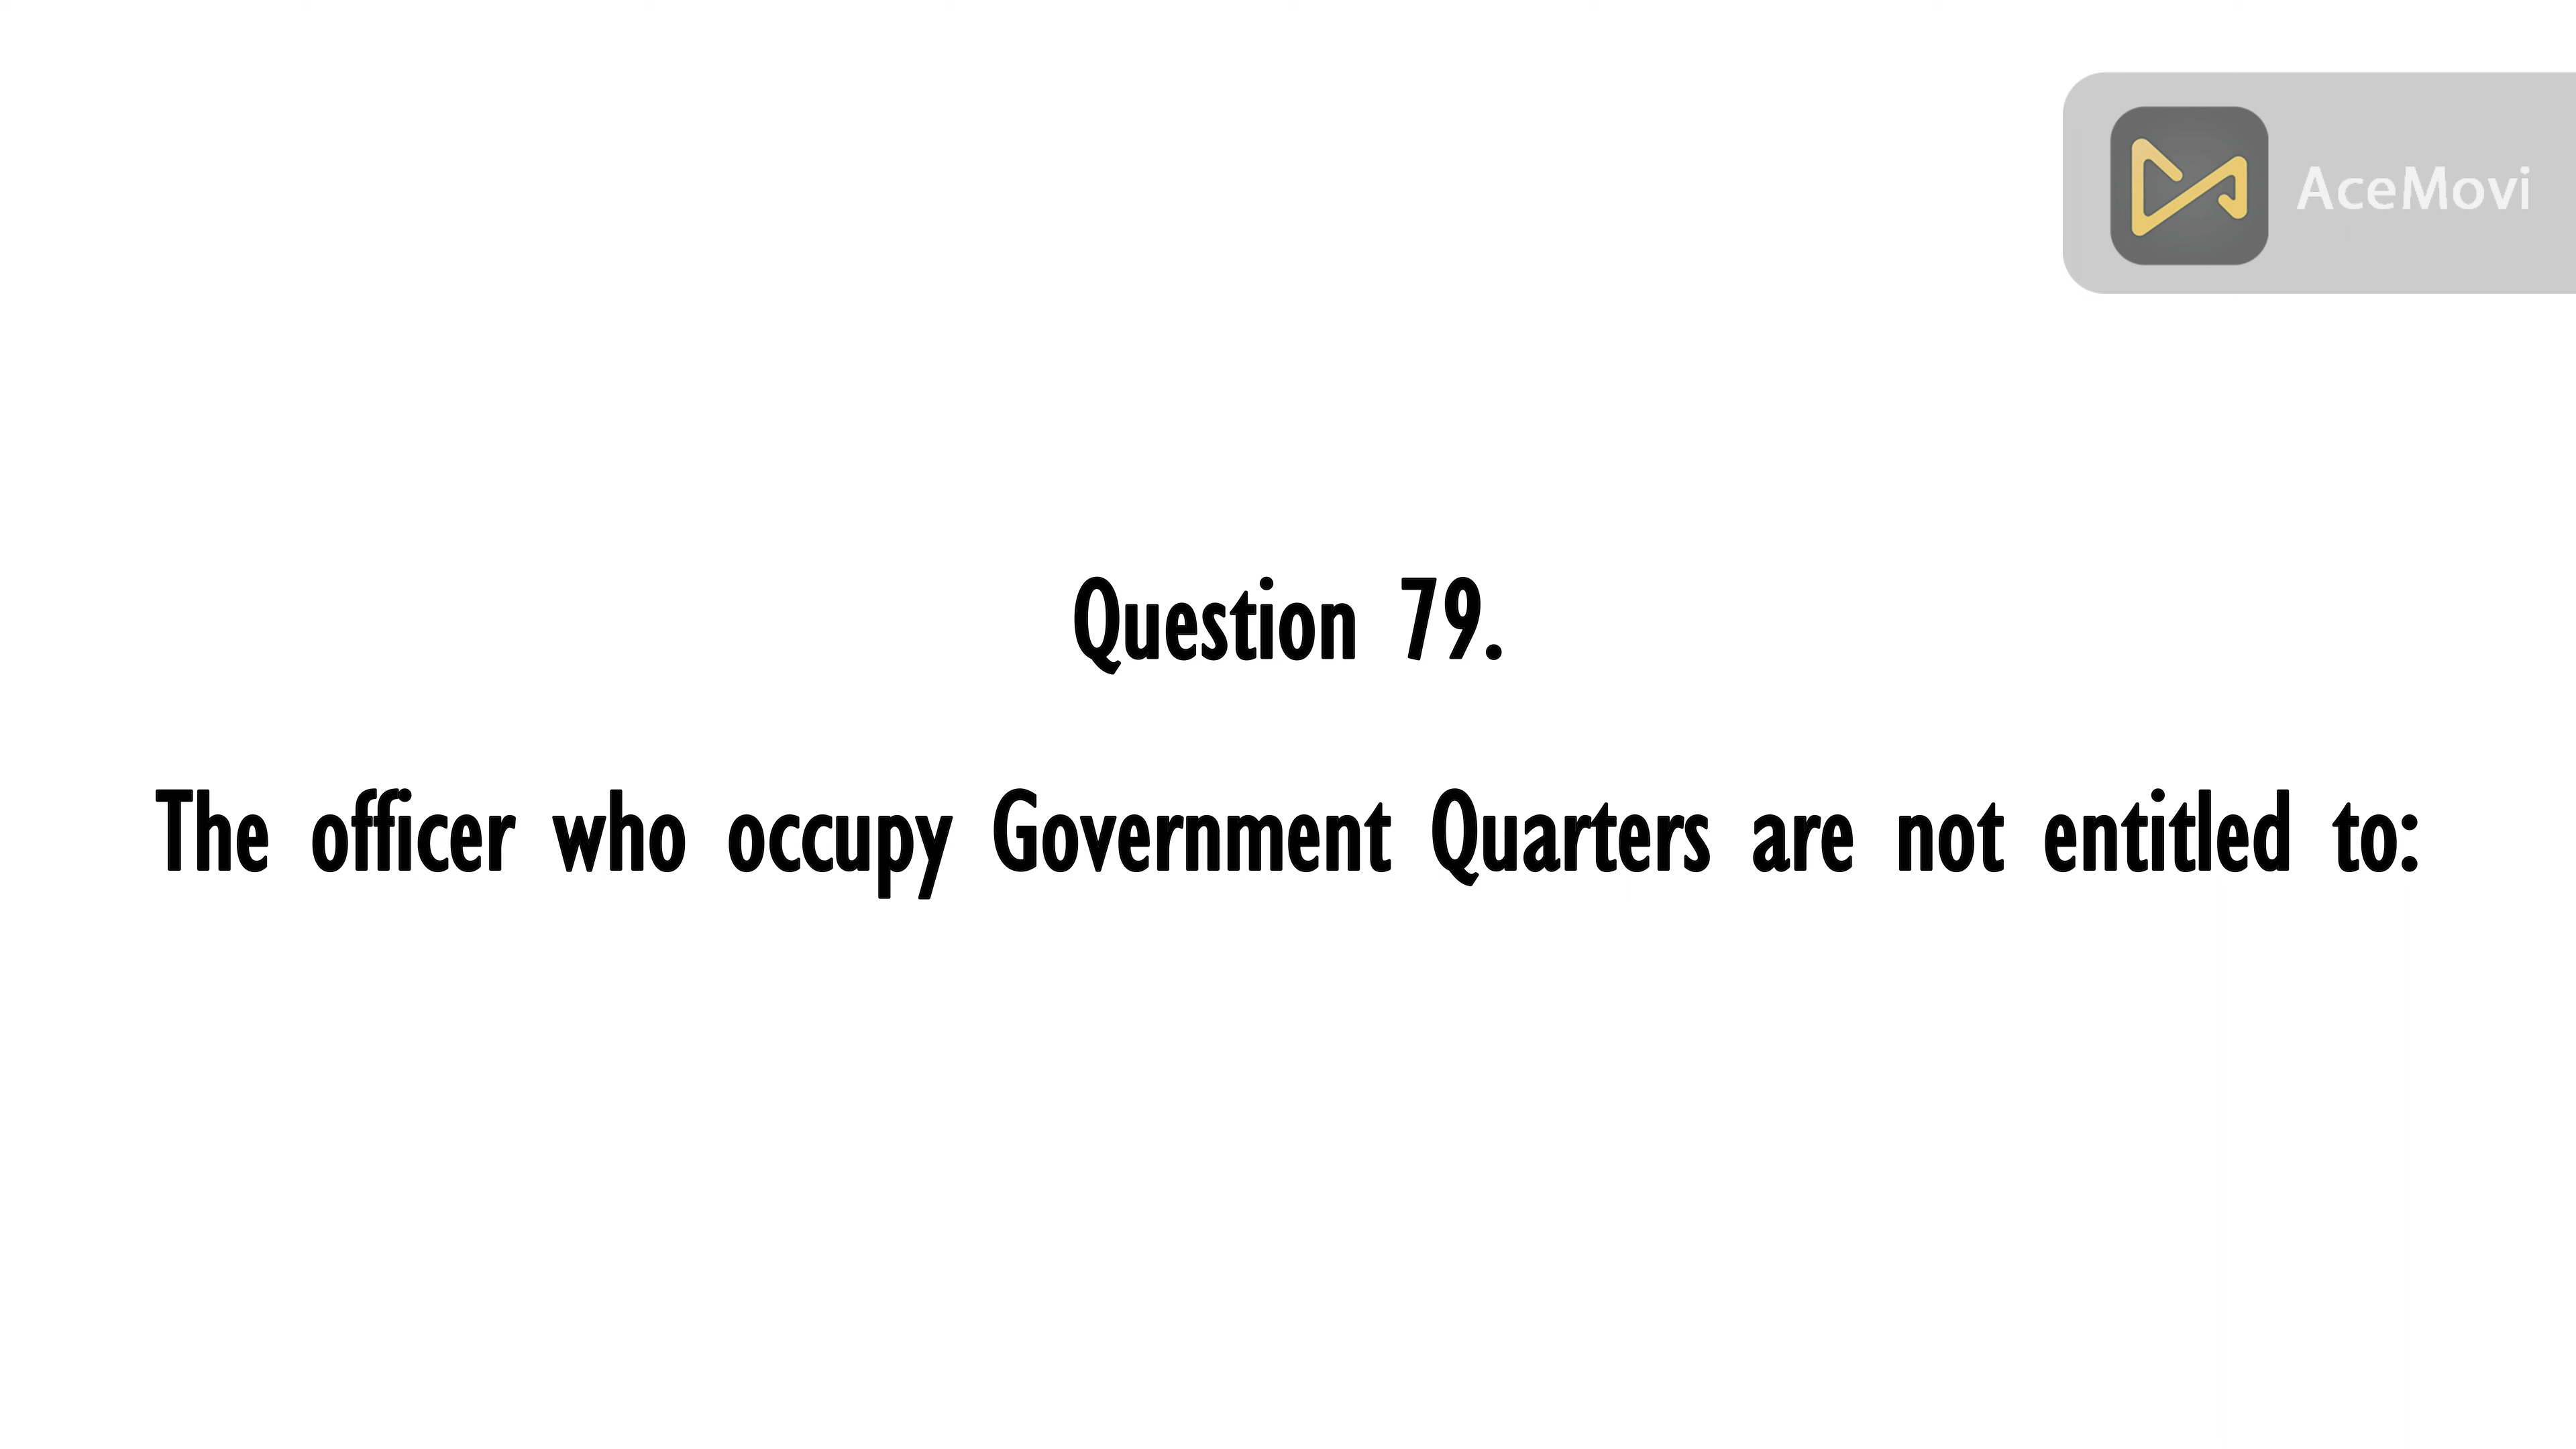 AceMovi
Question 79.
The officer who occupy Government Quarters are not entitled to: